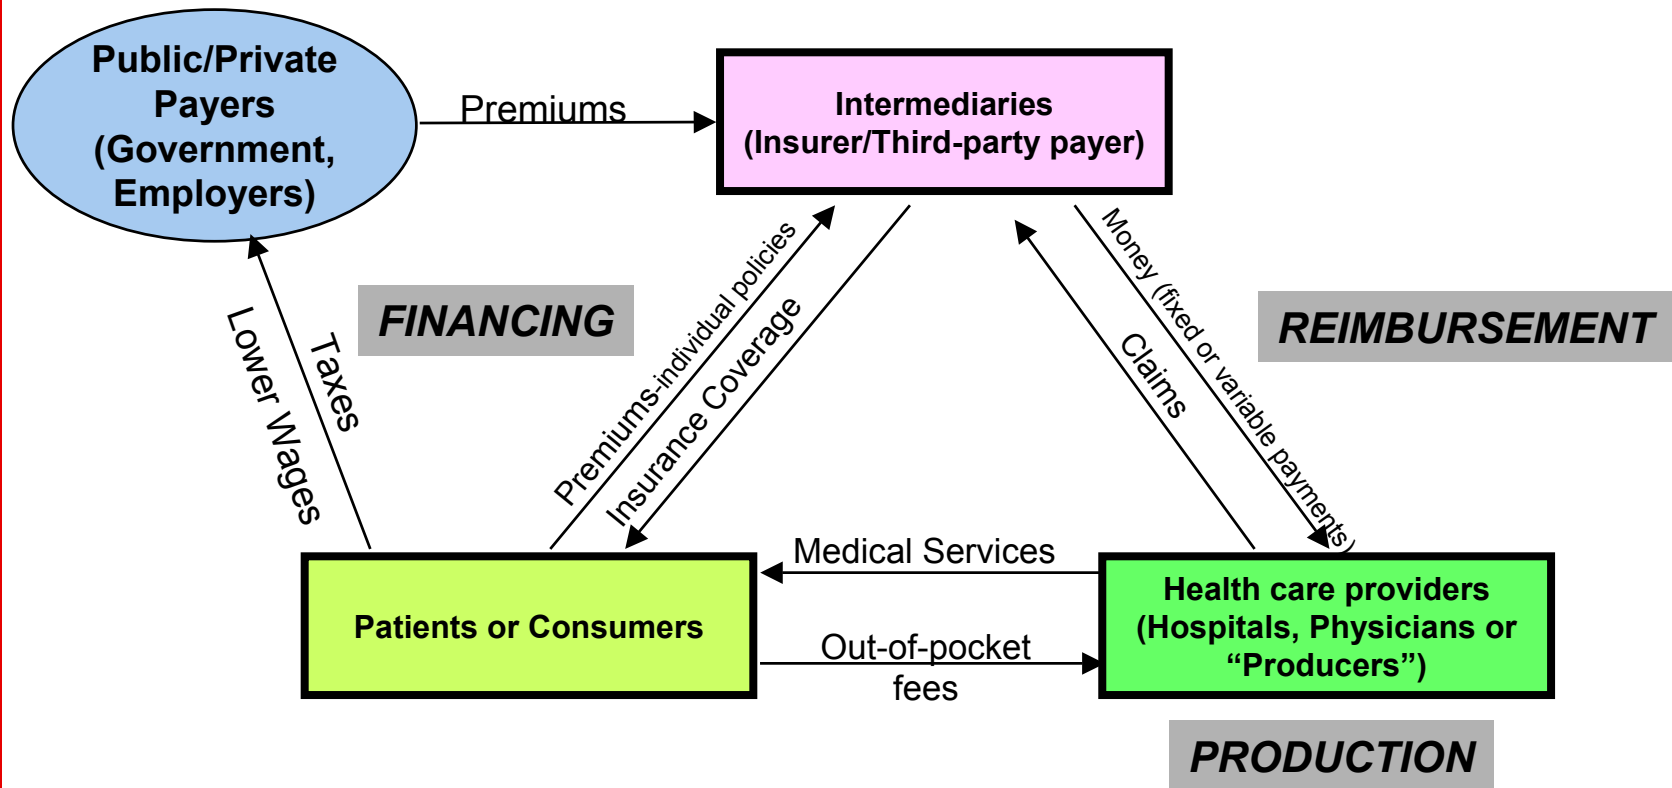 Public/Private
Payers
(Government,
Employers)
Premiums
Intermediaries
(Insurer/Third-party payer)
FINANCING
REIMBURSEMENT
Lower Wages
Taxes
Premiums-individual policies
Insurance Coverage
Claims
Money (fixed or variable payments)
Medical Services
Patients or Consumers
Out-of-pocket
fees
Health care providers
(Hospitals, Physicians or
“Producers”)
PRODUCTION